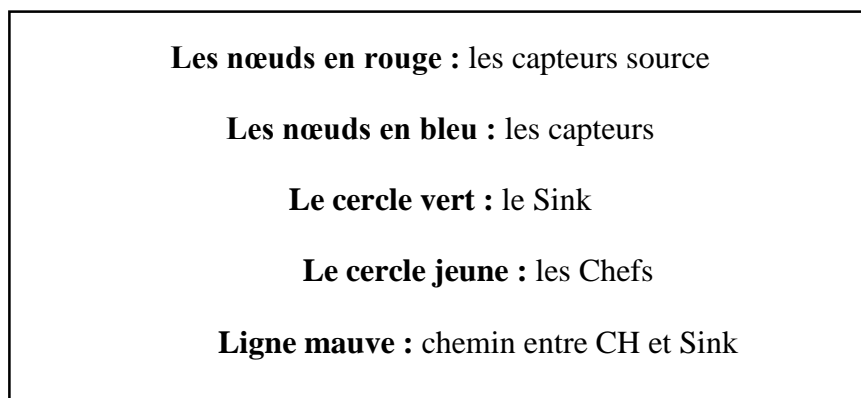 Les nœuds en rouge : les capteurs source
Les nœuds en bleu : les capteurs
Le cercle vert : le Sink
Le cercle jeune : les Chefs
Ligne mauve : chemin entre CH et Sink